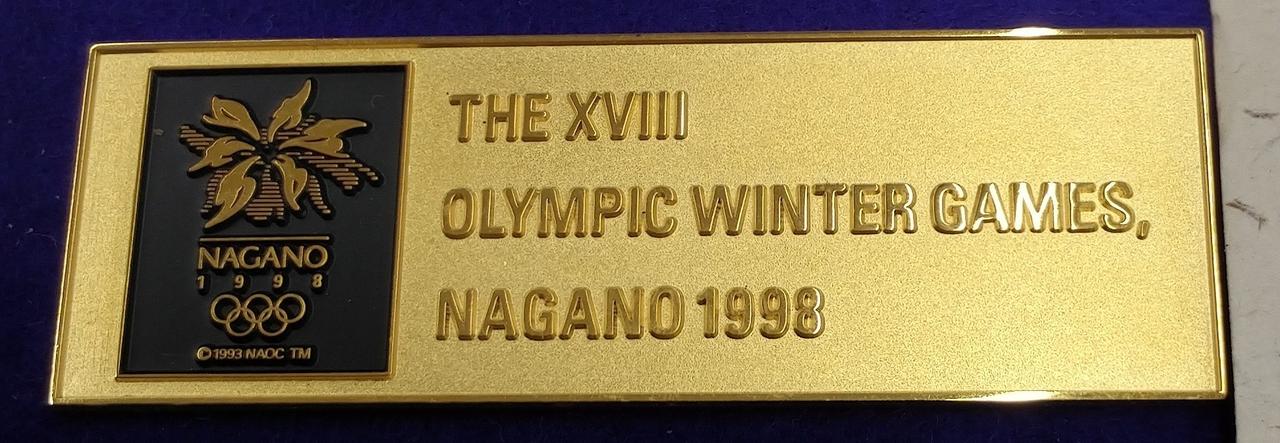 NAGANO
1998
©1993 NAOC TM
THE XVIII
OLYMPIC WINTER GAMES,
NAGANO 1998